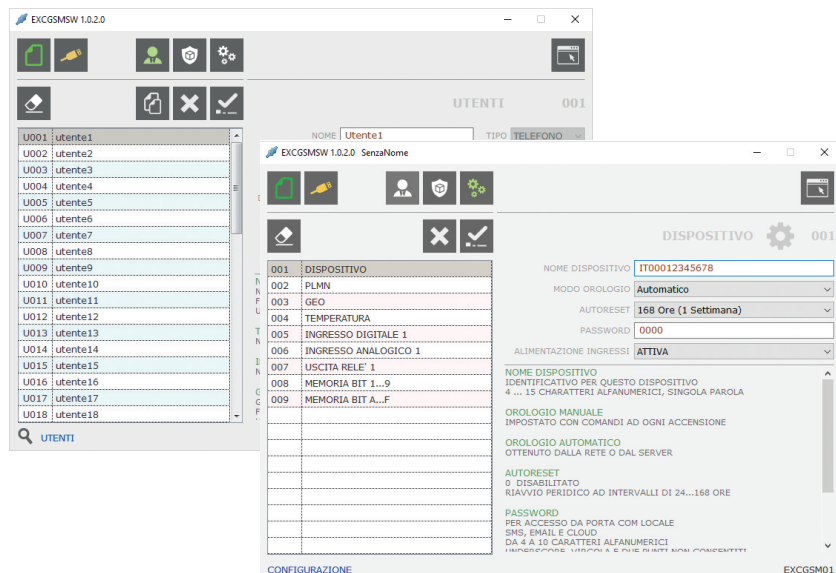 EXCGSMSW 1.0.2.0
UTENTI 001
NOME Utente1 TIPO TELEFONO
U001 utente1
U002 utente2
U003 utente3
U004 utente4
U005 utente5
U006 utente6
U007 utente7
U008 utente8
U009 utente9
U010 utente10
U011 utente11
U012 utente12
U013 utente13
U014 utente14
U015 utente15
U016 utente16
U017 utente17
U018 utente18
UTENTI
EXCGSMSW 1.0.2.0 SenzaNome
DISPOSITIVO 001
001 DISPOSITIVO
002 PLMN
003 GEO
004 TEMPERATURA
005 INGRESSO DIGITALE 1
006 INGRESSO ANALOGICO 1
007 USCITA RELE' 1
008 MEMORIA BIT 1...9
009 MEMORIA BIT A...F
NOME DISPOSITIVO IT00012345678
MODO OROLOGIO Automatico
AUTORESET 168 Ore (1 Settimana)
PASSWORD 0000
ALIMENTAZIONE INGRESSI ATTIVA
NOME DISPOSITIVO
IDENTIFICATIVO PER QUESTO DISPOSITIVO
4 ... 15 CHARATTERI ALFANUMERICI, SINGOLA PAROLA
OROLOGIO MANUALE
IMPOSTATO CON COMANDI AD OGNI ACCENSIONE
OROLOGIO AUTOMATICO
OTTENUTO DALLA RETE O DAL SERVER
AUTORESET
0 DISABILITATO
RIAVVIO PERIDICO AD INTERVALLI DI 24...168 ORE
PASSWORD
PER ACCESSO DA PORTA COM LOCALE
SMS, EMAIL E CLOUD
DA 4 A 10 CARATTERI ALFANUMERICI
UNDERSCORE, VIRGOLA E DUE PUNTI NON CONSENTITI
CONFIGURAZIONE
EXCGSM01